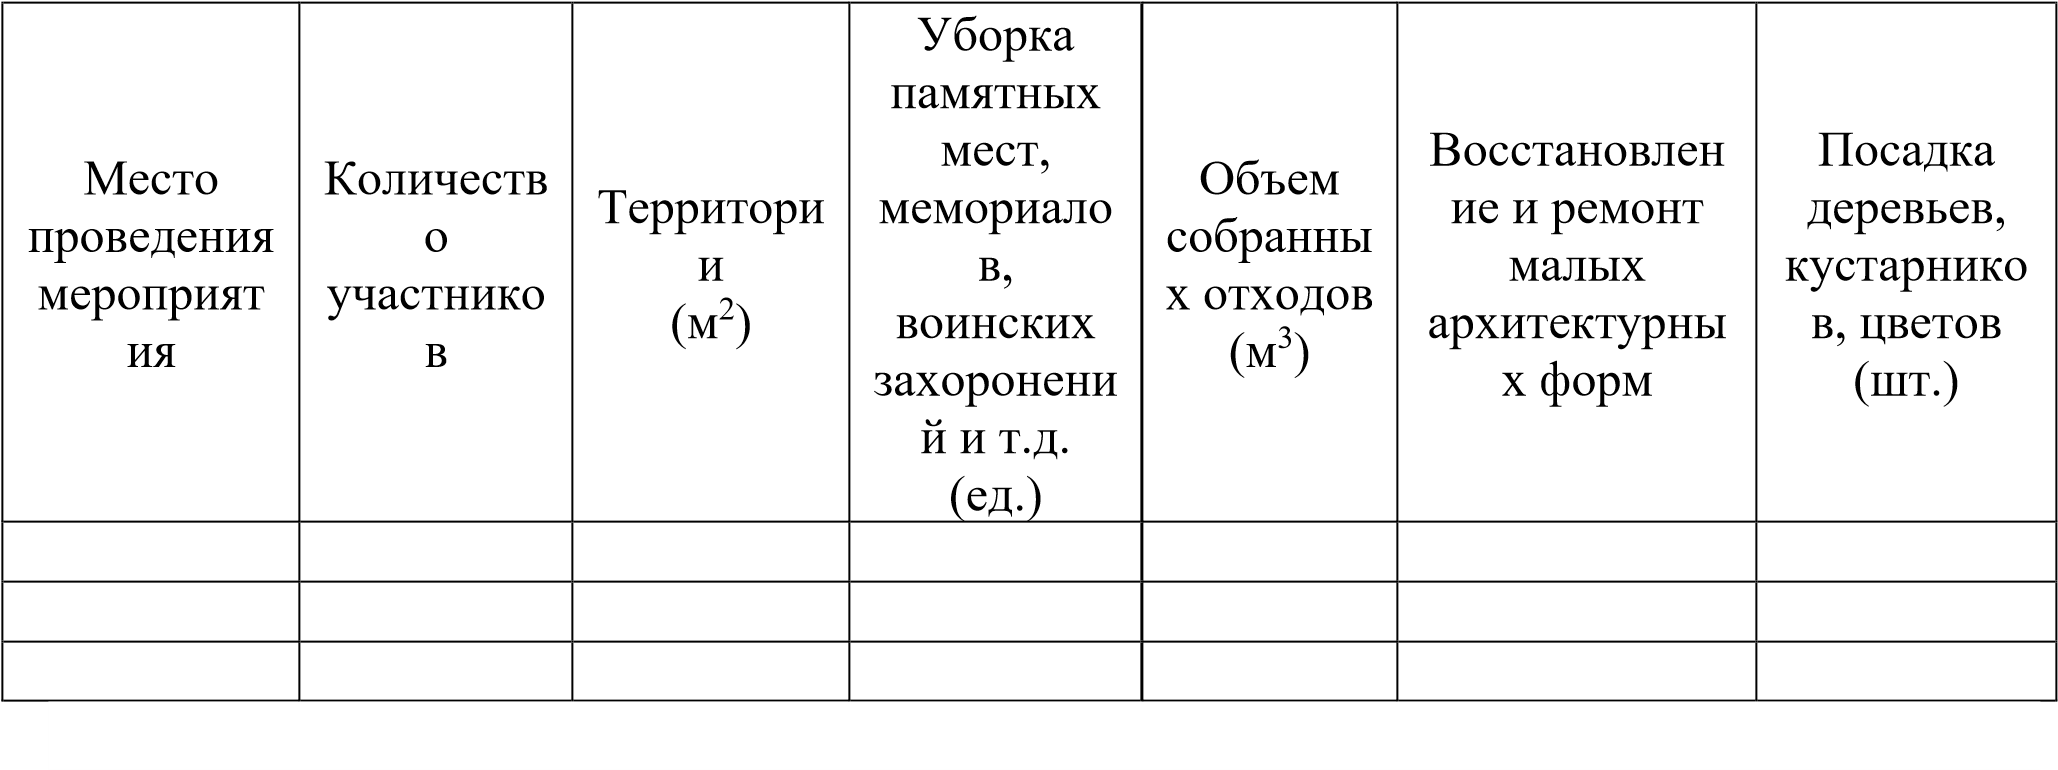 Место
проведения
мероприят
ия
Количеств
о
участнико
в
Территори
и
(м²)
Уборка
памятных
мест,
мемориало
в,
воинских
захоронени
й и т.д.
(ед.)
Объем
собранны
х отходов
(м³)
Восстановлен
ие и ремонт
малых
архитектурны
х форм
Посадка
деревьев,
кустарнико
в, цветов
(шт.)